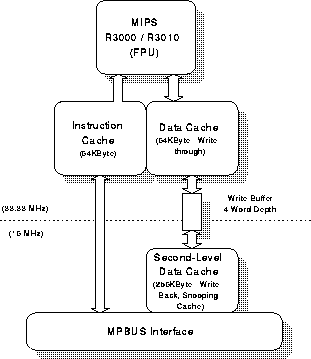 MIPS
R3000 / R3010
(FPU)
Instruction
Cache
(64KByte)
Data Cache
(64KByte Write
through)
Write Buffer
4 Word Depth
(33.33 MHz)
(15 MHz)
Second-Level
Data Cache
(256KByte Write
Back, Snooping
Cache)
MPBUS Interface